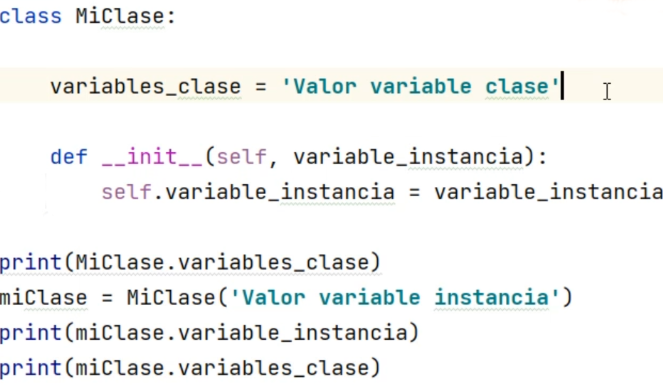 class MiClase:
variables_clase = 'Valor variable clase'
def __init__(self, variable_instancia):
self.variable_instancia = variable_instancia
print(MiClase.variables_clase)
miClase = MiClase('Valor variable instancia')
print(miClase.variable_instancia)
print(miClase.variables_clase)